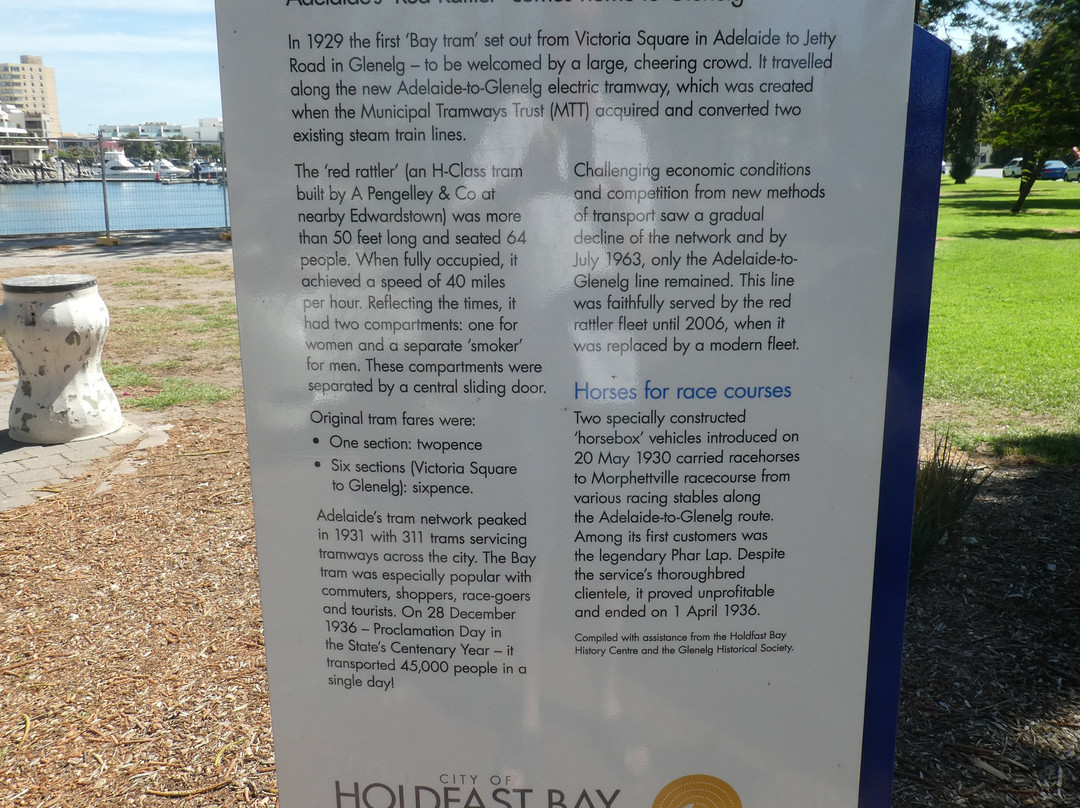 Adelaide's 'Red Rattler' comes home to Glenelg
In 1929 the first 'Bay tram' set out from Victoria Square in Adelaide to Jetty
Road in Glenelg – to be welcomed by a large, cheering crowd. It travelled
along the new Adelaide-to-Glenelg electric tramway, which was created
when the Municipal Tramways Trust (MTT) acquired and converted two
existing steam train lines.
The 'red rattler' (an H-Class tram
built by A Pengelley & Co at
nearby Edwardstown) was more
than 50 feet long and seated 64
people. When fully occupied, it
achieved a speed of 40 miles
per hour. Reflecting the times, it
had two compartments: one for
women and a separate 'smoker'
for men. These compartments were
separated by a central sliding door.
Original tram fares were:
• One section: twopence
• Six sections (Victoria Square
to Glenelg): sixpence.
Adelaide's tram network peaked
in 1931 with 311 trams servicing
tramways across the city. The Bay
tram was especially popular with
commuters, shoppers, race-goers
and tourists. On 28 December
1936 – Proclamation Day in
the State's Centenary Year – it
transported 45,000 people in a
single day!
Challenging economic conditions
and competition from new methods
of transport saw a gradual
decline of the network and by
July 1963, only the Adelaide-to-
Glenelg line remained. This line
was faithfully served by the red
rattler fleet until 2006, when it
was replaced by a modern fleet.
Horses for race courses
Two specially constructed
'horsebox' vehicles introduced on
20 May 1930 carried racehorses
to Morphettville racecourse from
various racing stables along
the Adelaide-to-Glenelg route.
Among its first customers was
the legendary Phar Lap. Despite
the service's thoroughbred
clientele, it proved unprofitable
and ended on 1 April 1936.
Compiled with assistance from the Holdfast Bay
History Centre and the Glenelg Historical Society.
CITY OF
HOLDFAST BAY